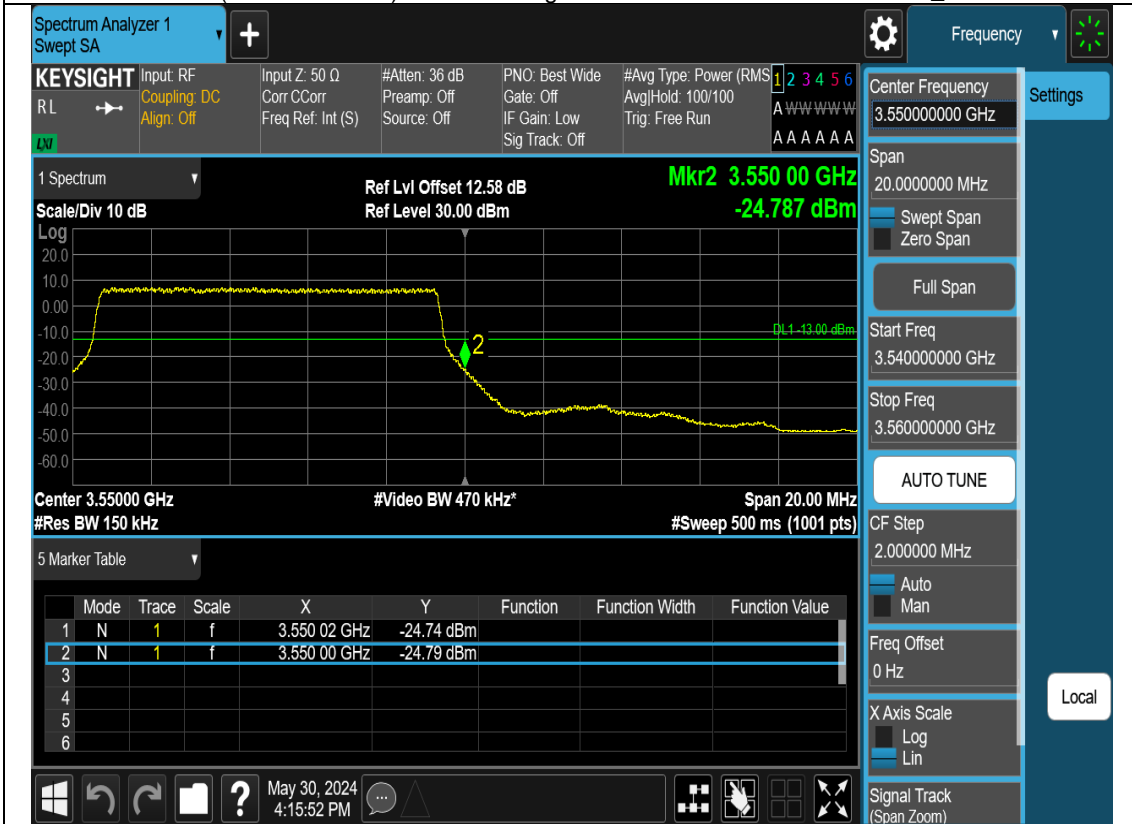 Spectrum Analyzer 1
Swept SA
+
Frequency
KEYSIGHT
RL
LXI
Input: RF
Coupling: DC
Align: Off
Input Z: 50 Ω
Corr CCorr
Freq Ref: Int (S)
#Atten: 36 dB
Preamp: Off
Source: Off
PNO: Best Wide
Gate: Off
IF Gain: Low
Sig Track: Off
#Avg Type: Power (RMS
Avg|Hold: 100/100
Trig: Free Run
1 2 3 4 5 6
A W W W W W
A A A A A A
1 Spectrum
Scale/Div 10 dB
Ref Lvl Offset 12.58 dB
Ref Level 30.00 dBm
Mkr2 3.550 00 GHz
-24.787 dBm
Log
20.0
10.0
0.00
-10.0
-20.0
-30.0
-40.0
-50.0
-60.0
DL1 -13.00 dBm
2
Center 3.55000 GHz
#Video BW 470 kHz*
Span 20.00 MHz
#Res BW 150 kHz
#Sweep 500 ms (1001 pts)
5 Marker Table
Mode Trace Scale X Y Function Function Width Function Value
1 N 1 f 3.550 02 GHz -24.74 dBm
2 N 1 f 3.550 00 GHz -24.79 dBm
3
4
5
6
?
May 30, 2024
4:15:52 PM
Center Frequency
3.550000000 GHz
Settings
Span
20.0000000 MHz
Swept Span
Zero Span
Full Span
Start Freq
3.540000000 GHz
Stop Freq
3.560000000 GHz
AUTO TUNE
CF Step
2.000000 MHz
Auto
Man
Freq Offset
0 Hz
X Axis Scale
Log
Lin
Local
Signal Track
(Span Zoom)